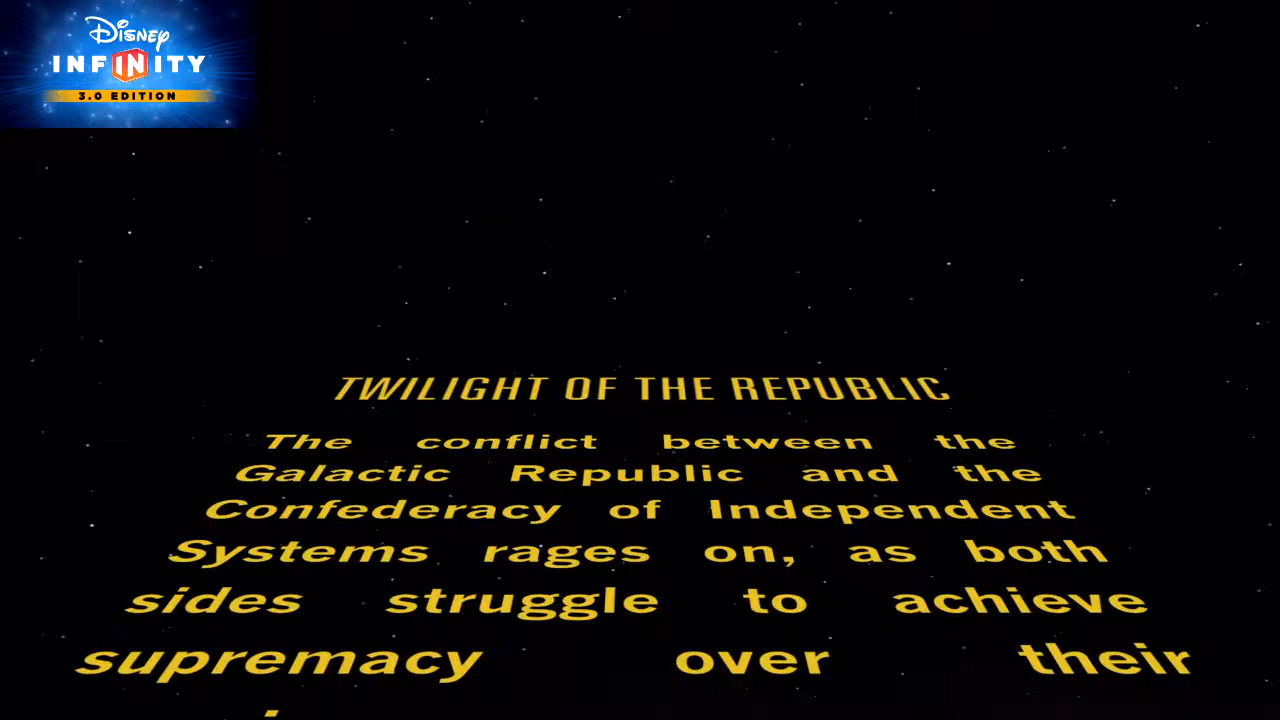 Disney
INFINITY
3.0 EDITION
TWILIGHT OF THE REPUBLIC
The conflict between the
Galactic Republic and the
Confederacy of Independent
Systems rages on, as both
sides struggle to achieve
supremacy over their